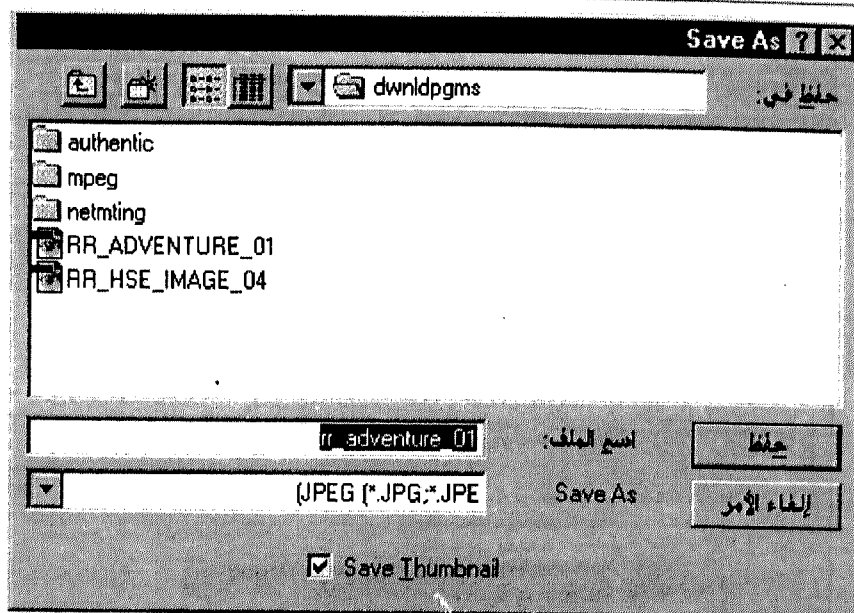 Save As
حفظ في:
dwnldpgms
authentic
mpeg
netmting
RR_ADVENTURE_01
RR_HSE_IMAGE_04
حفظ
اسم الملف:
rr_adventure_01
إلغاء الأمر
Save As
(JPEG (*.JPG;*.JPE
Save Thumbnail